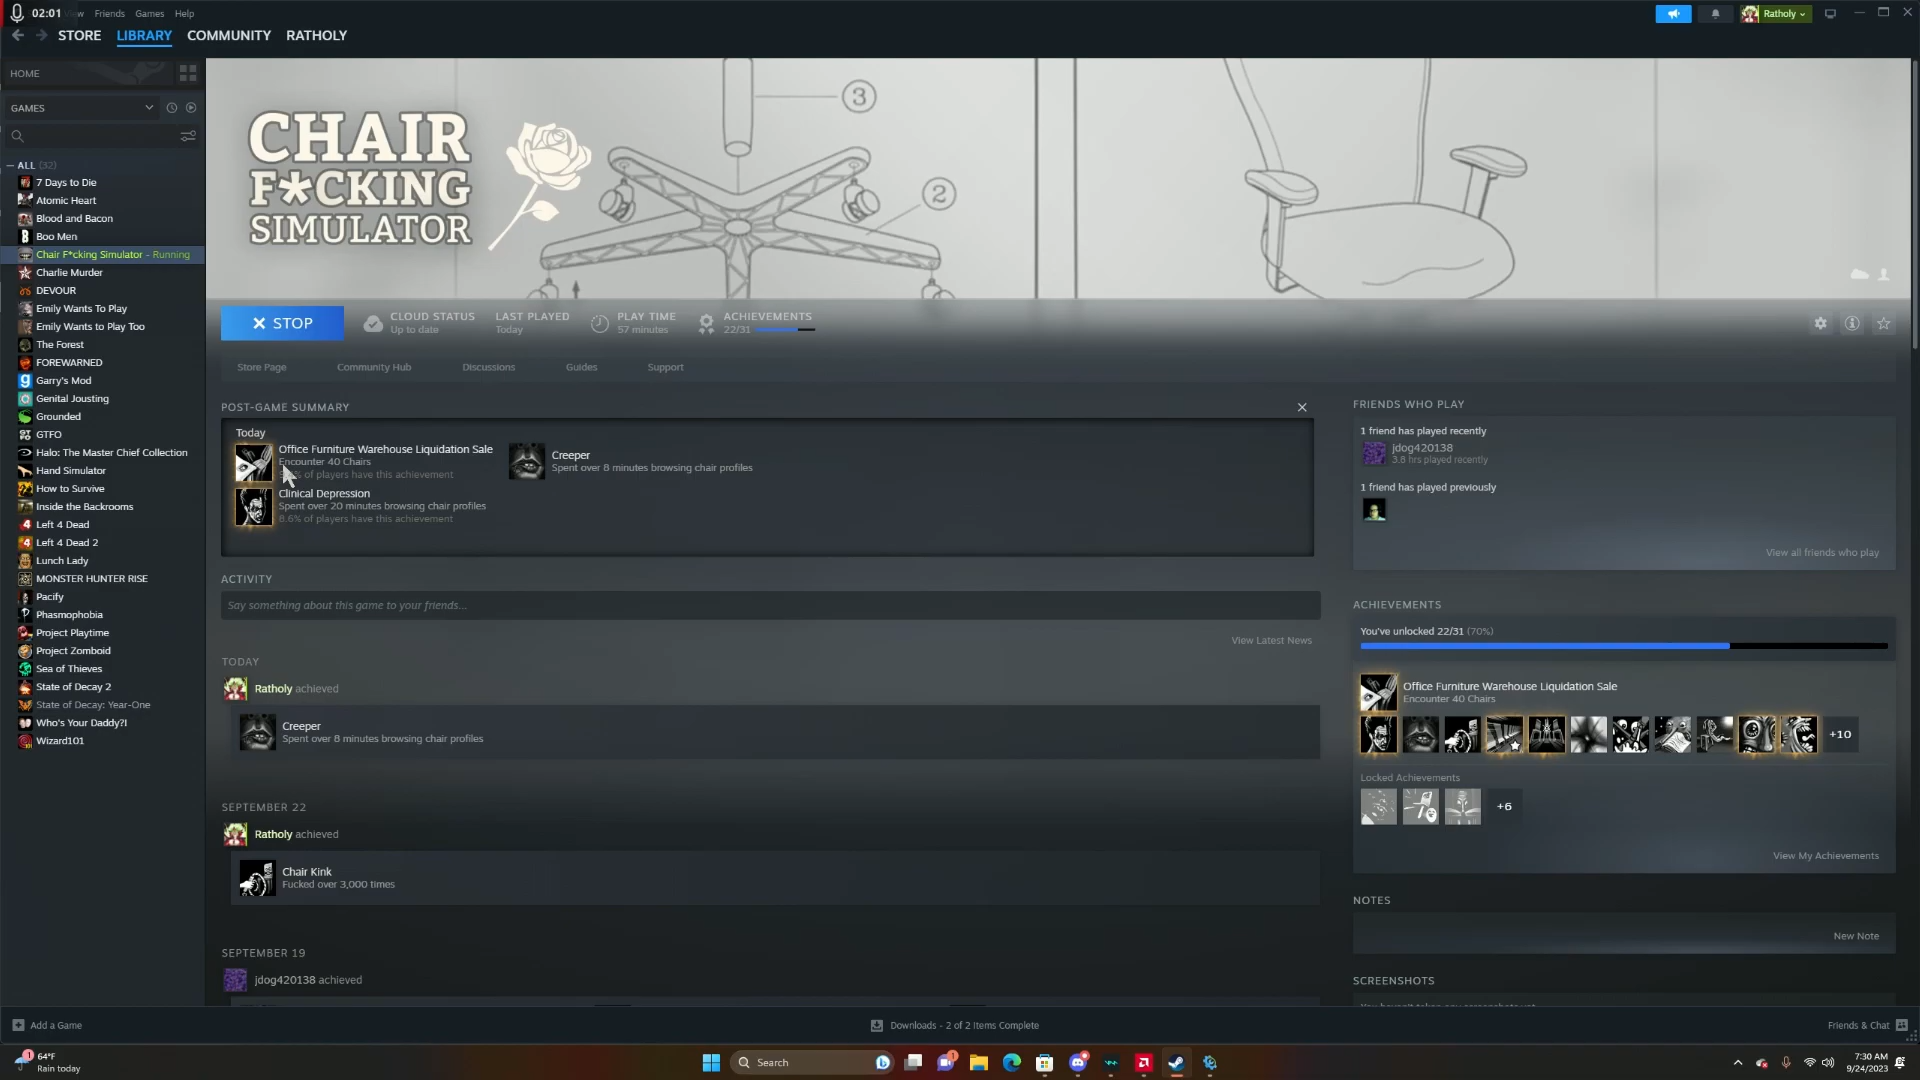 02:01
Friends
Games
Help
Ratholy
STORE
LIBRARY
COMMUNITY
RATHOLY
HOME
GAMES
ALL (32)
7 Days to Die
Atomic Heart
Blood and Bacon
Boo Men
Chair F*cking Simulator - Running
Charlie Murder
DEVOUR
Emily Wants To Play
Emily Wants to Play Too
The Forest
FOREWARNED
Garry's Mod
Genital Jousting
Grounded
GTFO
Halo: The Master Chief Collection
Hand Simulator
How to Survive
Inside the Backrooms
Left 4 Dead
Left 4 Dead 2
Lunch Lady
MONSTER HUNTER RISE
Pacify
Phasmophobia
Project Playtime
Project Zomboid
Sea of Thieves
State of Decay 2
State of Decay: Year-One
Who's Your Daddy?!
Wizard101
CHAIR
F*CKING
SIMULATOR
3
2
STOP
CLOUD STATUS
Up to date
LAST PLAYED
Today
PLAY TIME
57 minutes
ACHIEVEMENTS
22/31
Store Page
Community Hub
Discussions
Guides
Support
POST-GAME SUMMARY
Today
Office Furniture Warehouse Liquidation Sale
Encounter 40 Chairs
% of players have this achievement
Clinical Depression
Spent over 20 minutes browsing chair profiles
8.6% of players have this achievement
Creeper
Spent over 8 minutes browsing chair profiles
ACTIVITY
Say something about this game to your friends...
View Latest News
TODAY
Ratholy achieved
Creeper
Spent over 8 minutes browsing chair profiles
SEPTEMBER 22
Ratholy achieved
Chair Kink
Fucked over 3,000 times
SEPTEMBER 19
jdog420138 achieved
FRIENDS WHO PLAY
1 friend has played recently
jdog420138
3.8 hrs played recently
1 friend has played previously
View all friends who play
ACHIEVEMENTS
You've unlocked 22/31 (70%)
Office Furniture Warehouse Liquidation Sale
Encounter 40 Chairs
+10
Locked Achievements
+6
View My Achievements
NOTES
New Note
SCREENSHOTS
Add a Game
Downloads - 2 of 2 Items Complete
Friends & Chat
64°F
Rain today
Search
7:30 AM
9/24/2023